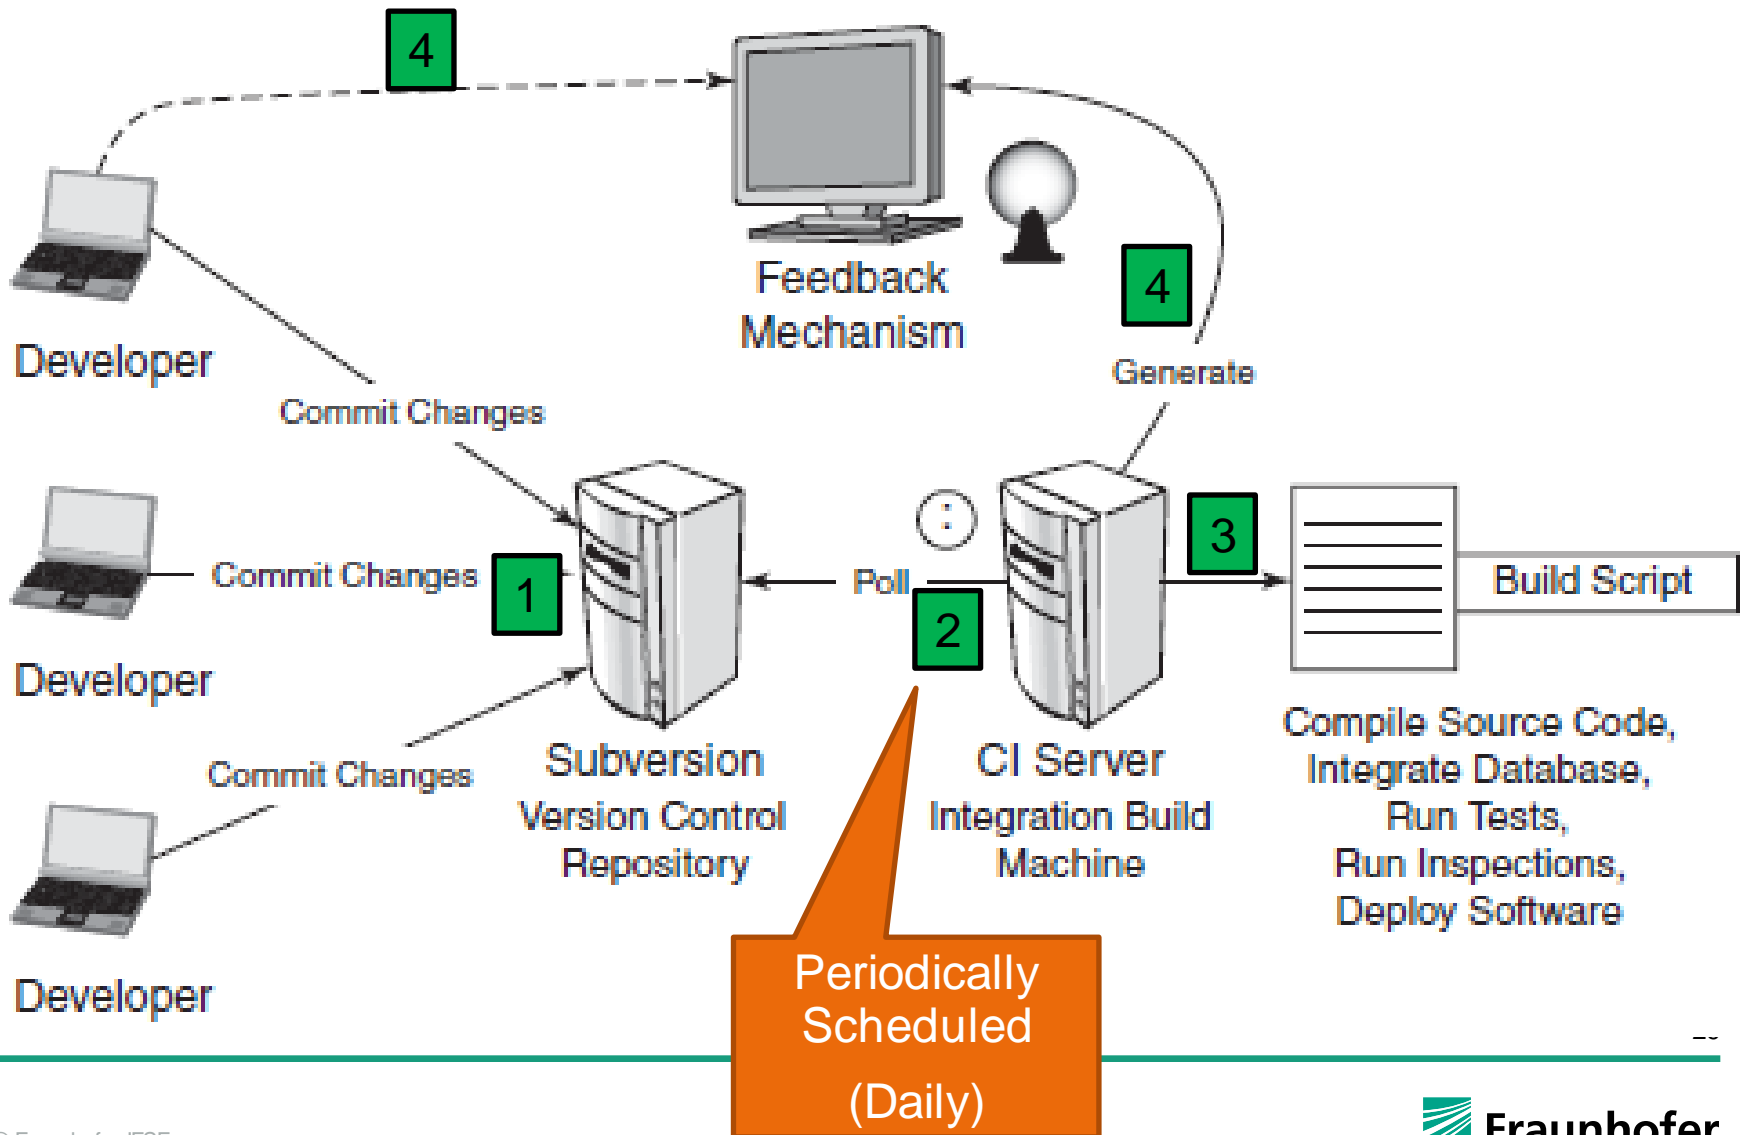 4
Feedback
Mechanism
4
Generate
Developer
Commit Changes
Developer
Commit Changes
1
Poll
2
3
Build Script
Developer
Commit Changes
Subversion
Version Control
Repository
CI Server
Integration Build
Machine
Compile Source Code,
Integrate Database,
Run Tests,
Run Inspections,
Deploy Software
Periodically
Scheduled
(Daily)
Fraunhofer